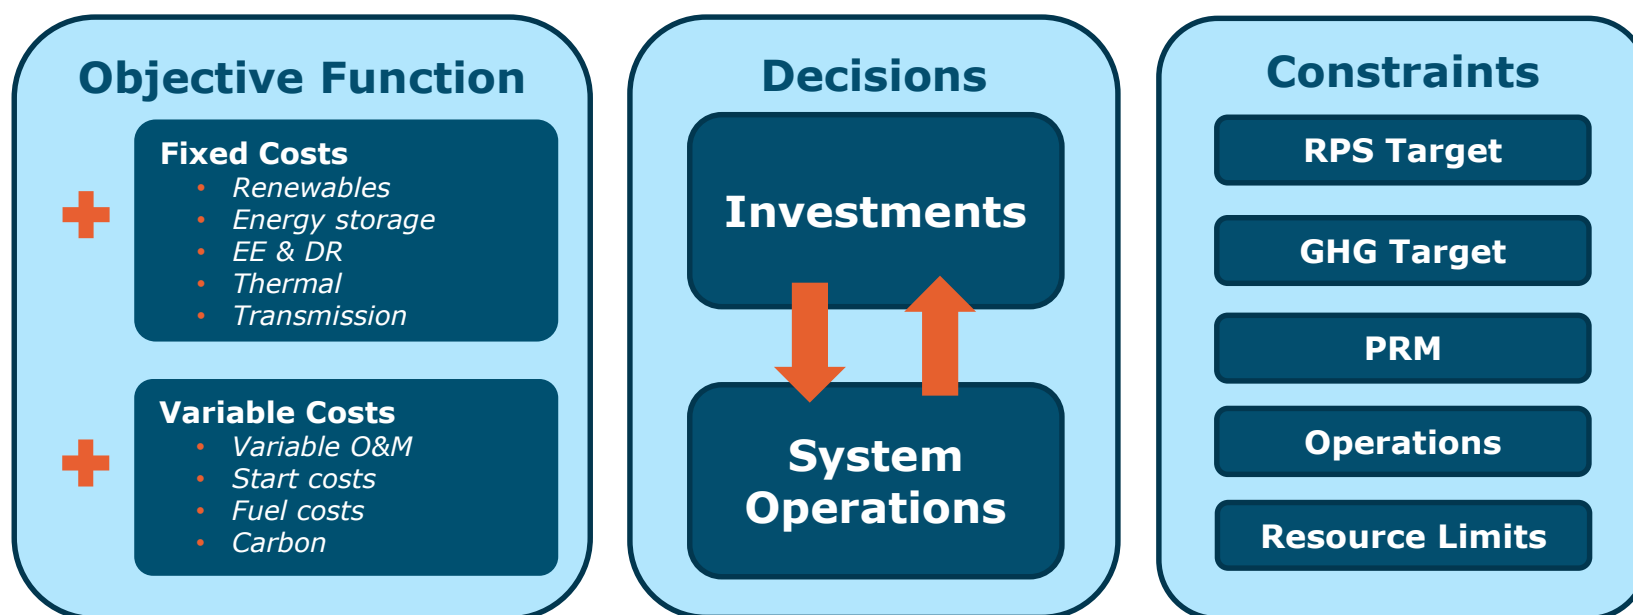 Objective Function
Fixed Costs
• Renewables
• Energy storage
• EE & DR
• Thermal
• Transmission
Variable Costs
• Variable O&M
• Start costs
• Fuel costs
• Carbon
Decisions
Investments
System
Operations
Constraints
RPS Target
GHG Target
PRM
Operations
Resource Limits